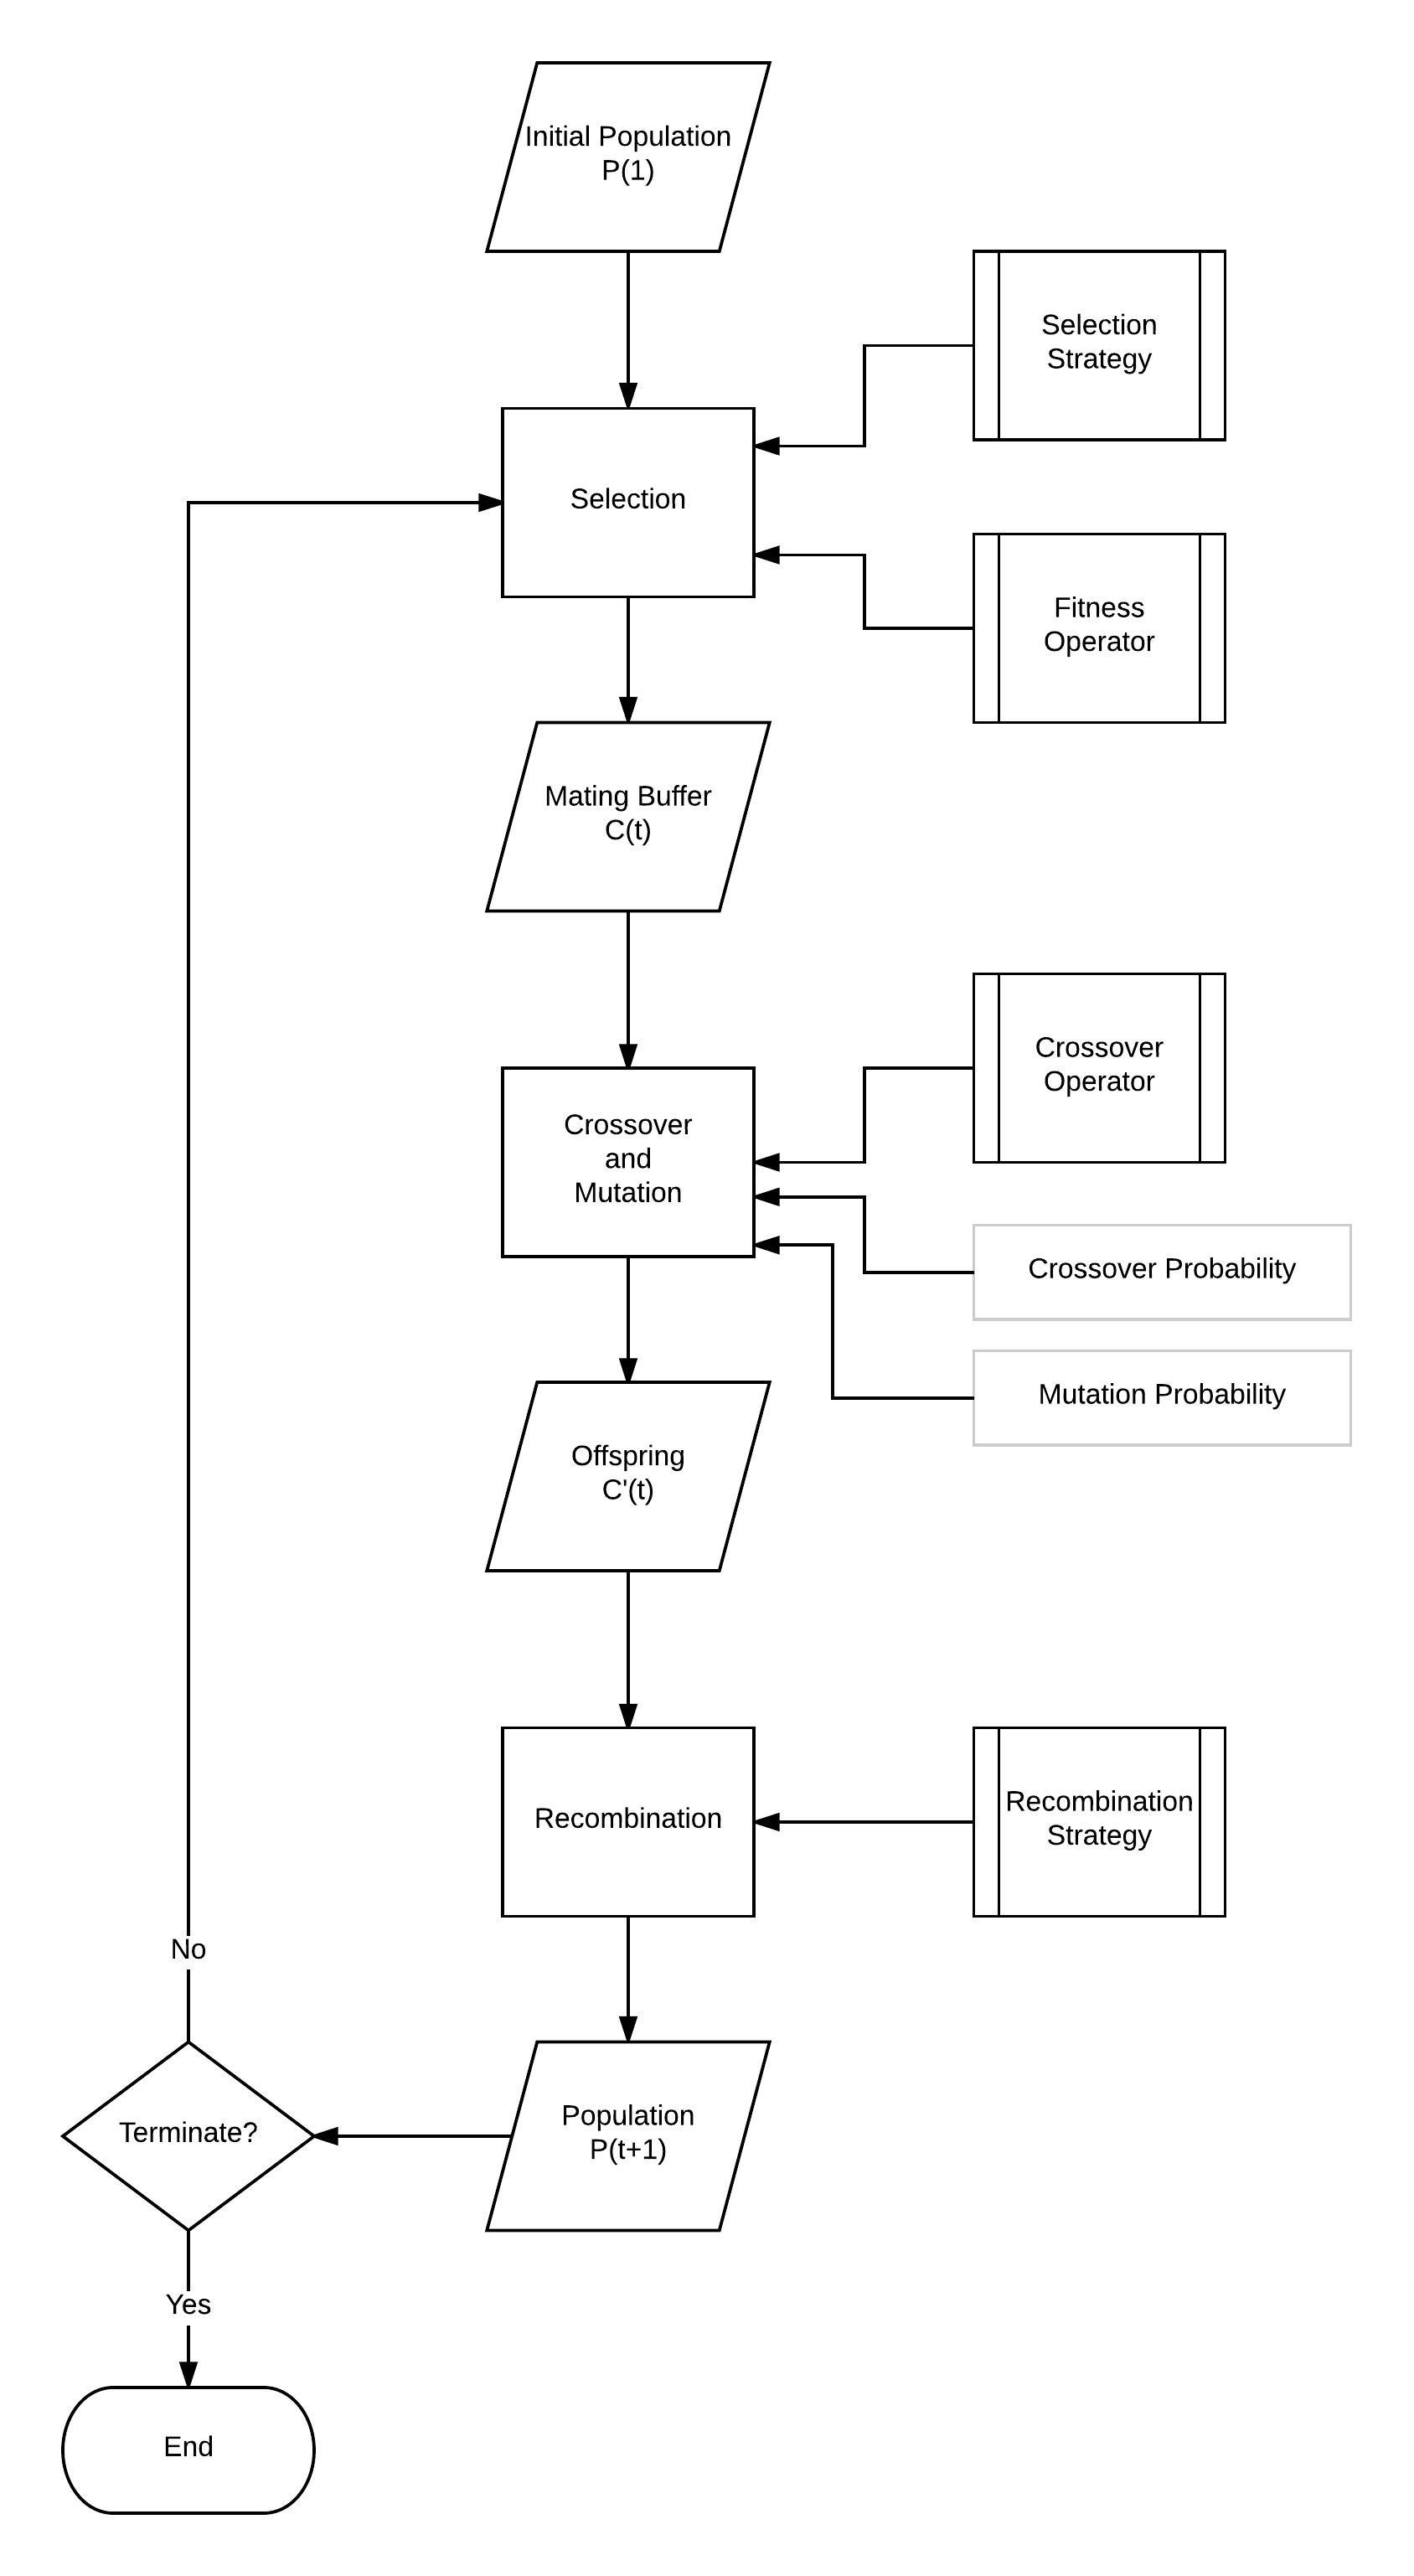 Initial Population
P(1)
Selection
Strategy
Selection
Fitness
Operator
Mating Buffer
C(t)
Crossover
Operator
Crossover
and
Mutation
Crossover Probability
Mutation Probability
Offspring
C'(t)
Recombination
Recombination
Strategy
No
Terminate?
Population
P(t+1)
Yes
End